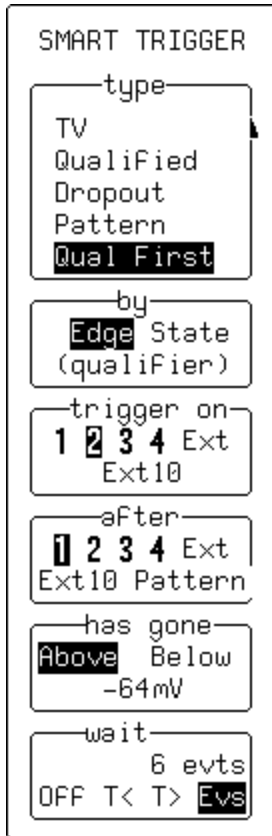 SMART TRIGGER
type
TV
Qualified
Dropout
Pattern
Qual First
by
Edge State
(qualifier)
trigger on
1 2 3 4 Ext
Ext10
after
1 2 3 4 Ext
Ext10 Pattern
has gone
Above Below
-64mV
wait
6 evts
OFF T< T> Evs